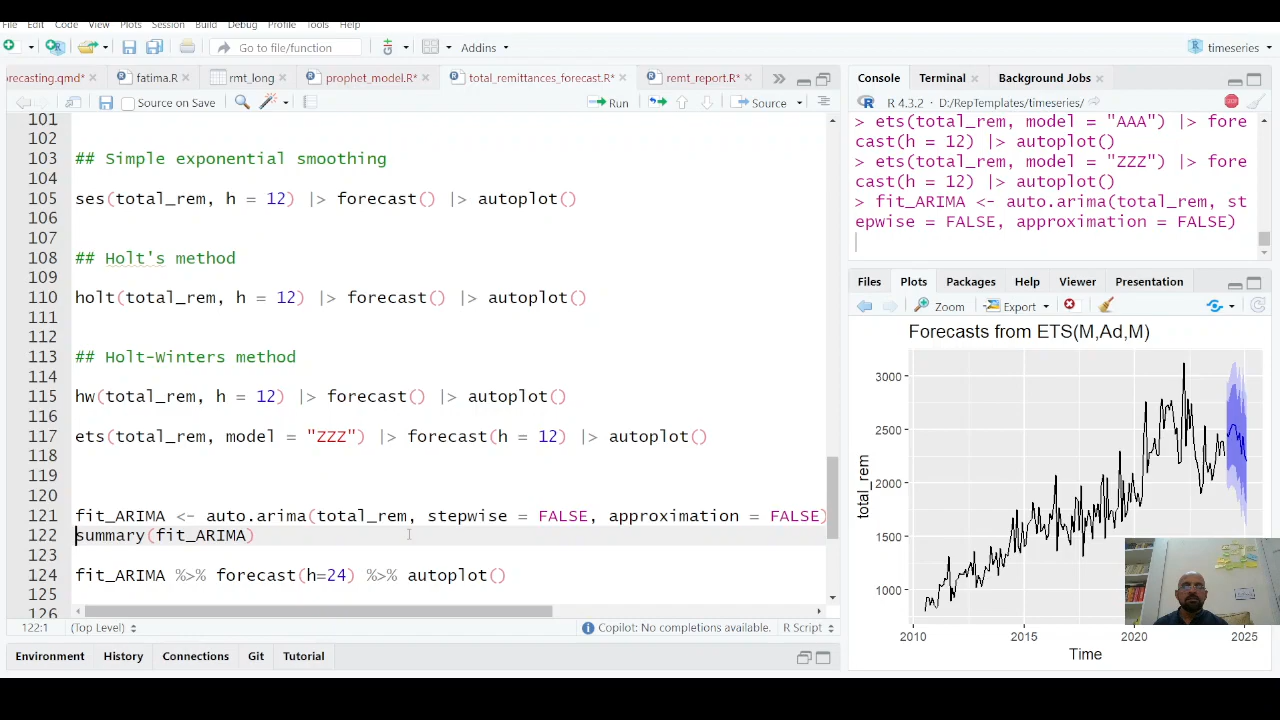 File Edit Code View Plots Session Build Debug Profile Tools Help
Go to file/function Addins timeseries
orecasting.qmd* fatima.R rmt_long prophet_model.R* total_remittances_forecast.R* remt_report.R*
Source on Save Run Source
101
102
103 ## Simple exponential smoothing
104
105 ses(total_rem, h = 12) |> forecast() |> autoplot()
106
107
108 ## Holt's method
109
110 holt(total_rem, h = 12) |> forecast() |> autoplot()
111
112
113 ## Holt-Winters method
114
115 hw(total_rem, h = 12) |> forecast() |> autoplot()
116
117 ets(total_rem, model = "ZZZ") |> forecast(h = 12) |> autoplot()
118
119
120
121 fit_ARIMA <- auto.arima(total_rem, stepwise = FALSE, approximation = FALSE)
122 summary(fit_ARIMA)
123
124 fit_ARIMA %>% forecast(h=24) %>% autoplot()
125
126
122:1 (Top Level) Copilot: No completions available. R Script
Environment History Connections Git Tutorial
Console Terminal Background Jobs
R 4.3.2 · D:/RepTemplates/timeseries/
> ets(total_rem, model = "AAA") |> fore
cast(h = 12) |> autoplot()
> ets(total_rem, model = "ZZZ") |> fore
cast(h = 12) |> autoplot()
> fit_ARIMA <- auto.arima(total_rem, st
epwise = FALSE, approximation = FALSE)
Files Plots Packages Help Viewer Presentation
Zoom Export
Forecasts from ETS(M,Ad,M)
3000
2500
2000
1500
1000
total_rem
2010 2015 2020 2025
Time